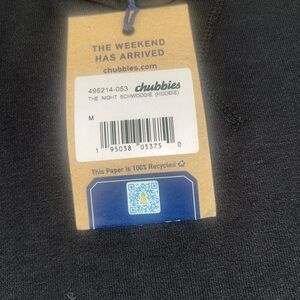 THE WEEKEND
HAS ARRIVED
chubbies.com
495214-053 chubbies
THE NIGHT SCHWOODIE (HOODIE)
M
1 95038 05375 0
This Paper is 100% Recycled